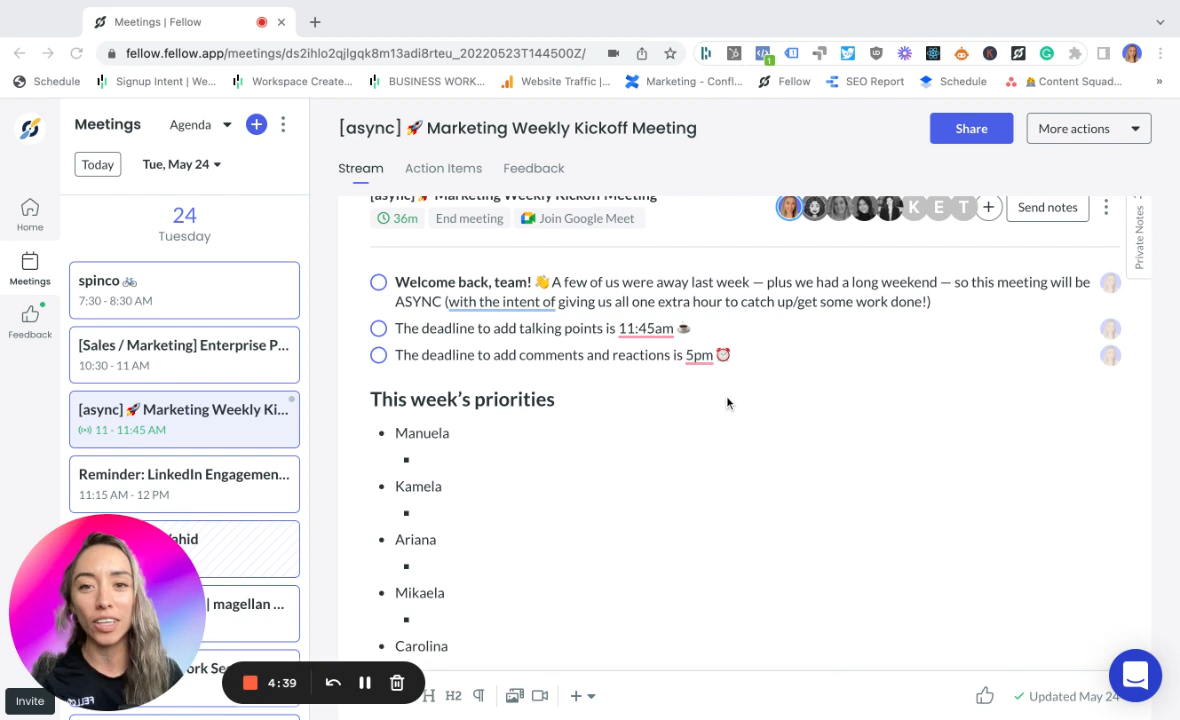 Meetings | Fellow
fellow.fellow.app/meetings/ds2ihlo2qjlgqk8m13adi8rteu_20220523T144500Z/
1
Schedule
Signup Intent | We...
Workspace Create...
BUSINESS WORK...
Website Traffic |...
Marketing - Confl...
Fellow
SEO Report
Schedule
Content Squad...
»
Home
Meetings
Feedback
Meetings
Agenda
Today
Tue, May 24
24
Tuesday
spinco
7:30 - 8:30 AM
[Sales / Marketing] Enterprise P...
10:30 - 11 AM
[async] 🚀 Marketing Weekly Ki...
11 - 11:45 AM
Reminder: LinkedIn Engagemen...
11:15 AM - 12 PM
| magellan ...
Invite
4:39
[async] 🚀 Marketing Weekly Kickoff Meeting
Share
More actions
Stream
Action Items
Feedback
[async] 🚀 Marketing Weekly Kickoff Meeting
36m
End meeting
Join Google Meet
K E T
Send notes
Private Notes
Welcome back, team! 👋 A few of us were away last week — plus we had a long weekend — so this meeting will be
ASYNC (with the intent of giving us all one extra hour to catch up/get some work done!)
The deadline to add talking points is 11:45am ☕
The deadline to add comments and reactions is 5pm ⏰
This week's priorities
• Manuela
• Kamela
• Ariana
• Mikaela
• Carolina
H H2 ¶
Updated May 24